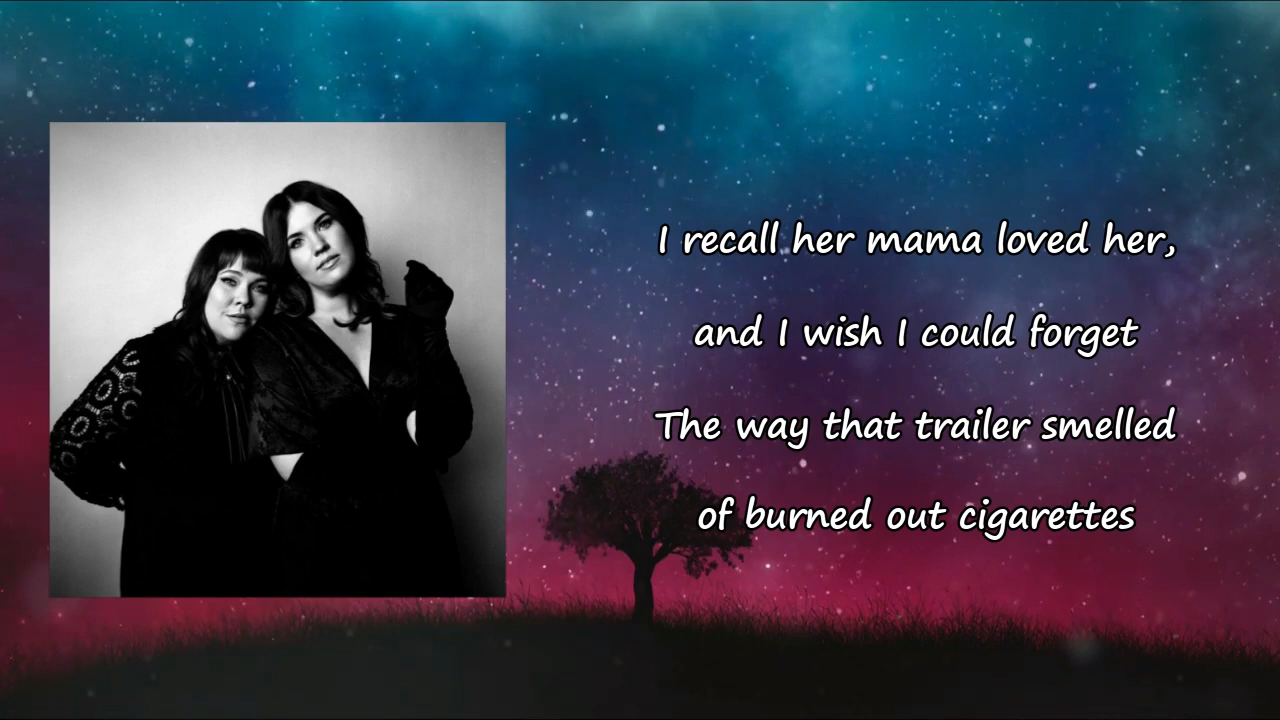 I recall her mama loved her,
and I wish I could forget
The way that trailer smelled
of burned out cigarettes